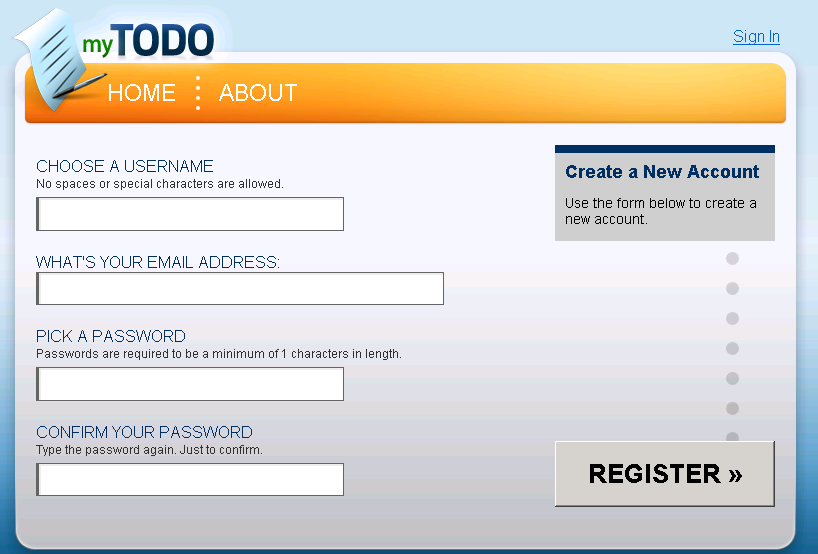 myTODO
Sign In
HOME
ABOUT
CHOOSE A USERNAME
No spaces or special characters are allowed.
WHAT'S YOUR EMAIL ADDRESS:
PICK A PASSWORD
Passwords are required to be a minimum of 1 characters in length.
CONFIRM YOUR PASSWORD
Type the password again. Just to confirm.
Create a New Account
Use the form below to create a
new account.
REGISTER »